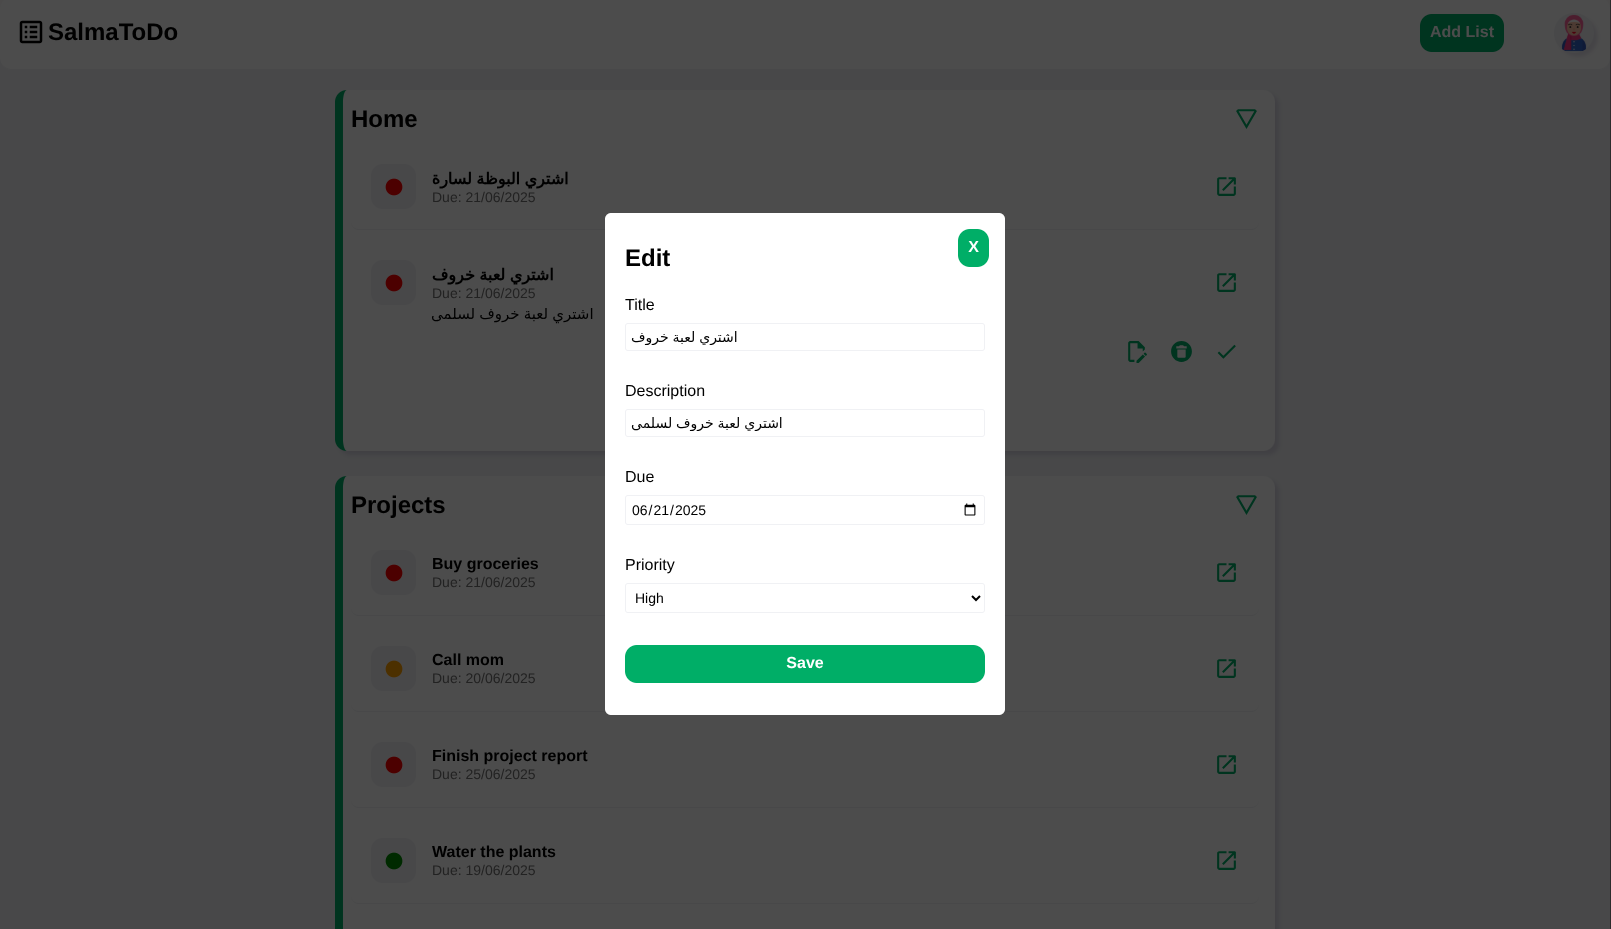 SalmaToDo
Add List
Home
اشتري البوظة لسارة
Due: 21/06/2025
اشتري لعبة خروف
Due: 21/06/2025
اشتري لعبة خروف لسلمى
Projects
Buy groceries
Due: 21/06/2025
Call mom
Due: 20/06/2025
Finish project report
Due: 25/06/2025
Water the plants
Due: 19/06/2025
Edit
X
Title
اشتري لعبة خروف
Description
اشتري لعبة خروف لسلمى
Due
06/21/2025
Priority
High
Save